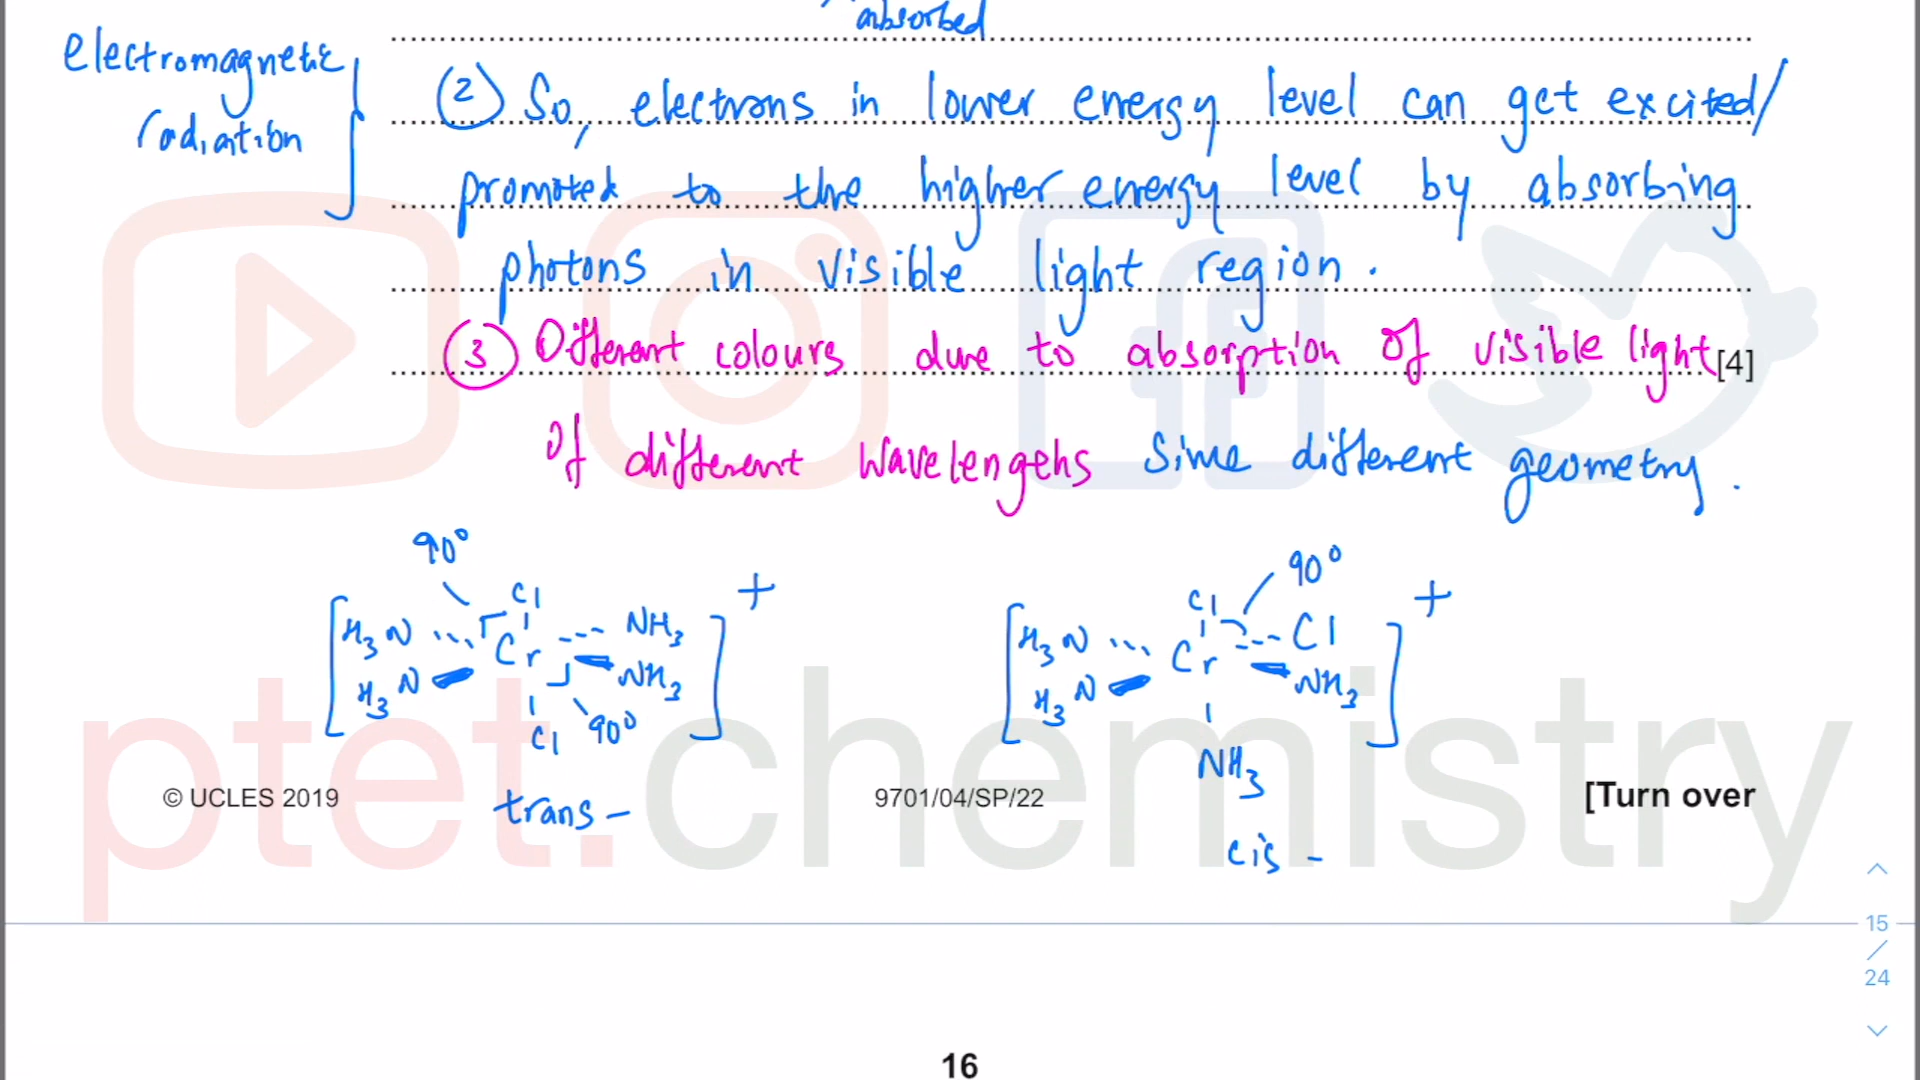 absorbed
electromagnetic
radiation
(2) So, electrons in lower energy level can get excited/
promoted to the higher energy level by absorbing
photons in visible light region.
(3) Different colours due to absorption of visible light [4]
of different wavelengths since different geometry.
90°
[H3N Cl NH3]+
Cr
H3N NH3
Cl 90°
trans-
90°
[H3N Cl Cl]+
Cr
H3N NH3
NH3
cis-
ptet.chemistry
© UCLES 2019 9701/04/SP/22 [Turn over
15
/
24
16